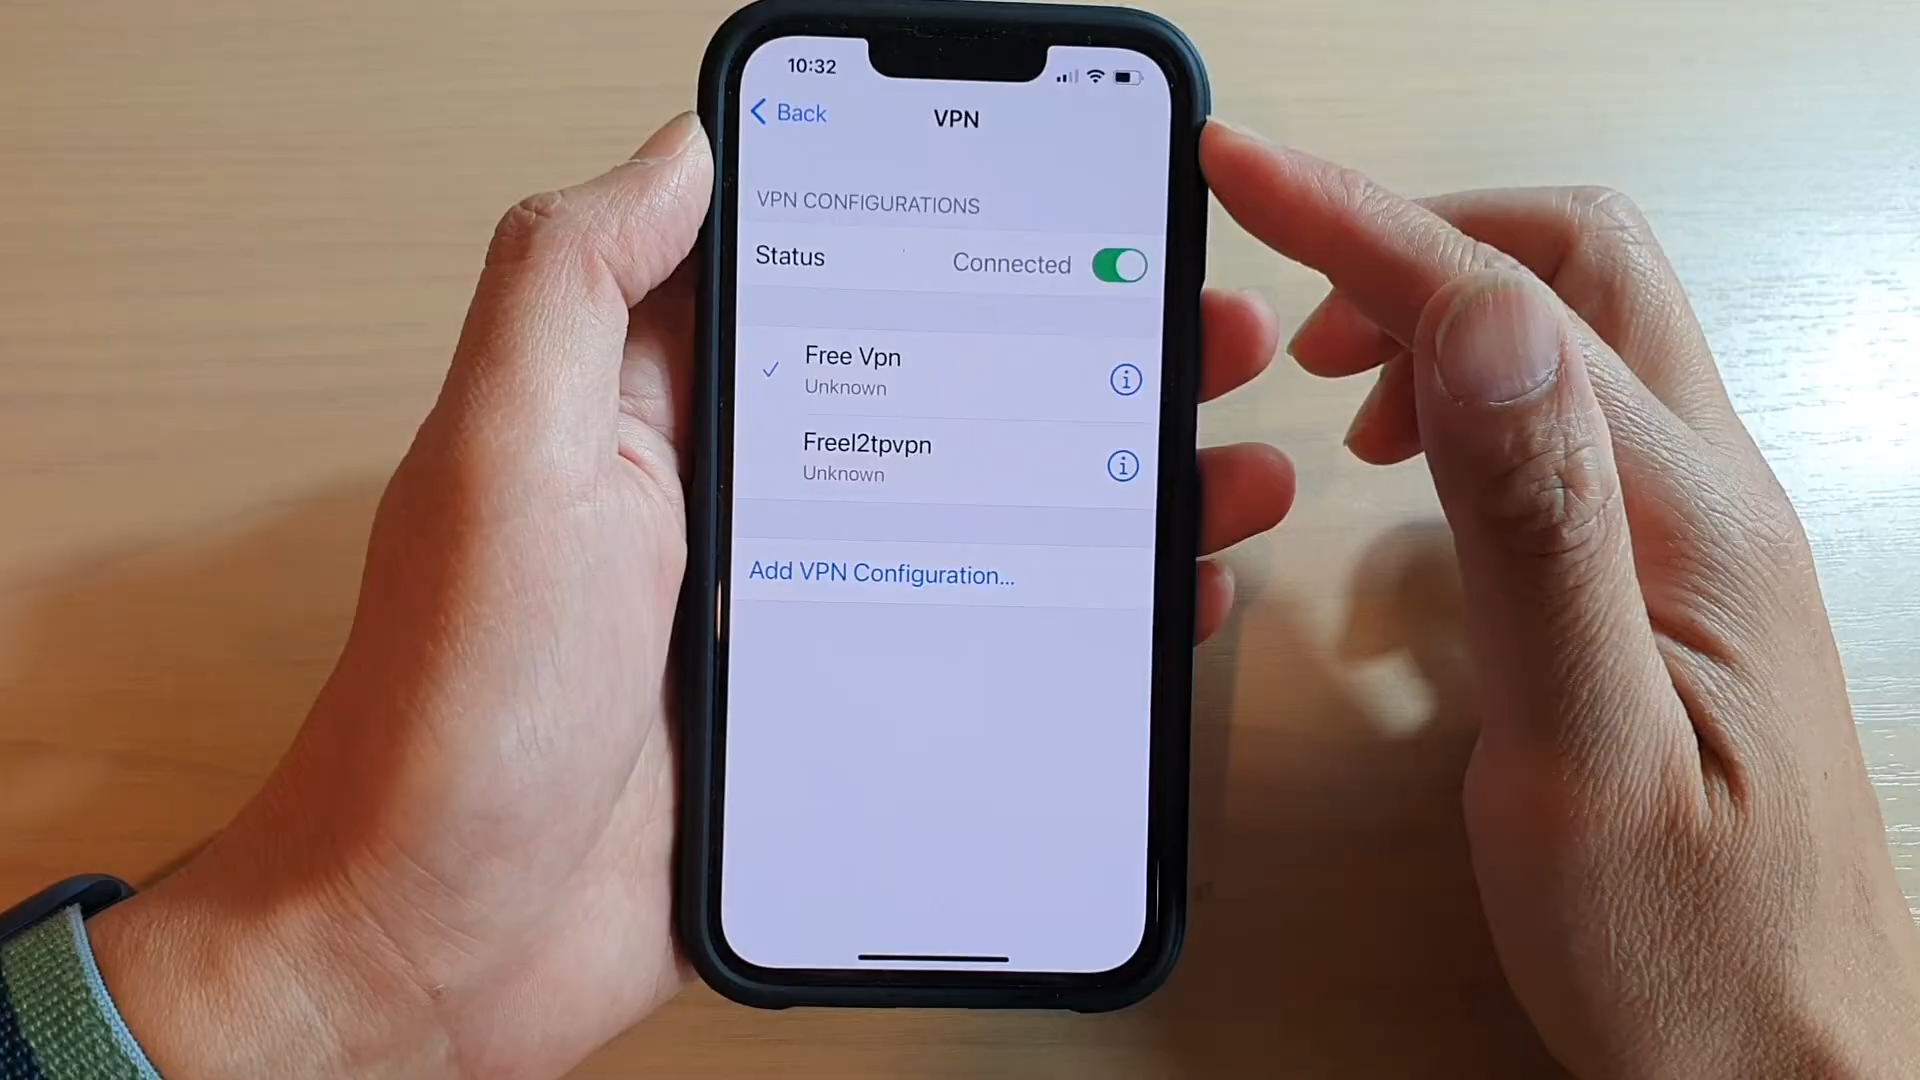 10:32
Back
VPN
VPN CONFIGURATIONS
Status Connected
Free Vpn
Unknown
Freel2tpvpn
Unknown
Add VPN Configuration...